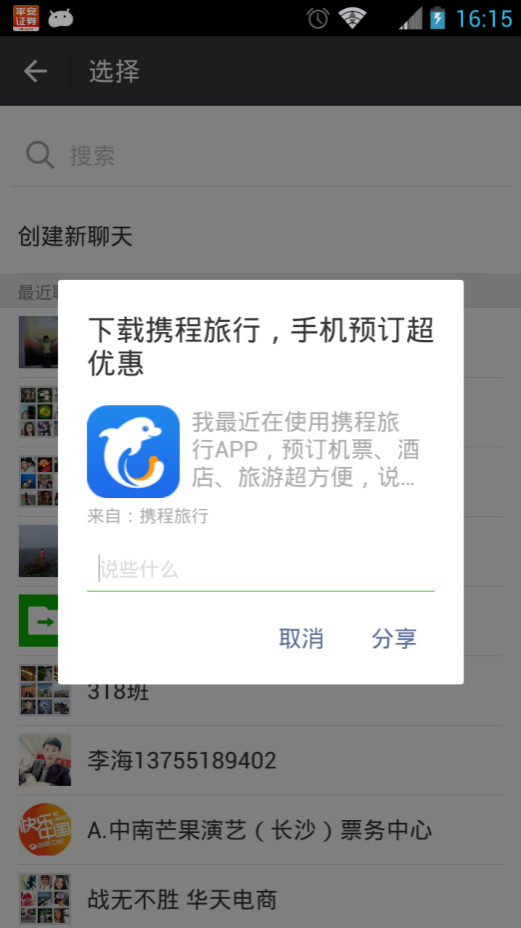 平安
证券
16:15
选择
搜索
创建新聊天
最近
下载携程旅行，手机预订超
优惠
我最近在使用携程旅
行APP，预订机票、酒
店、旅游超方便，说...
来自：携程旅行
说些什么
取消
分享
318班
李海13755189402
快乐
中国
A.中南芒果演艺（长沙）票务中心
战无不胜 华天电商